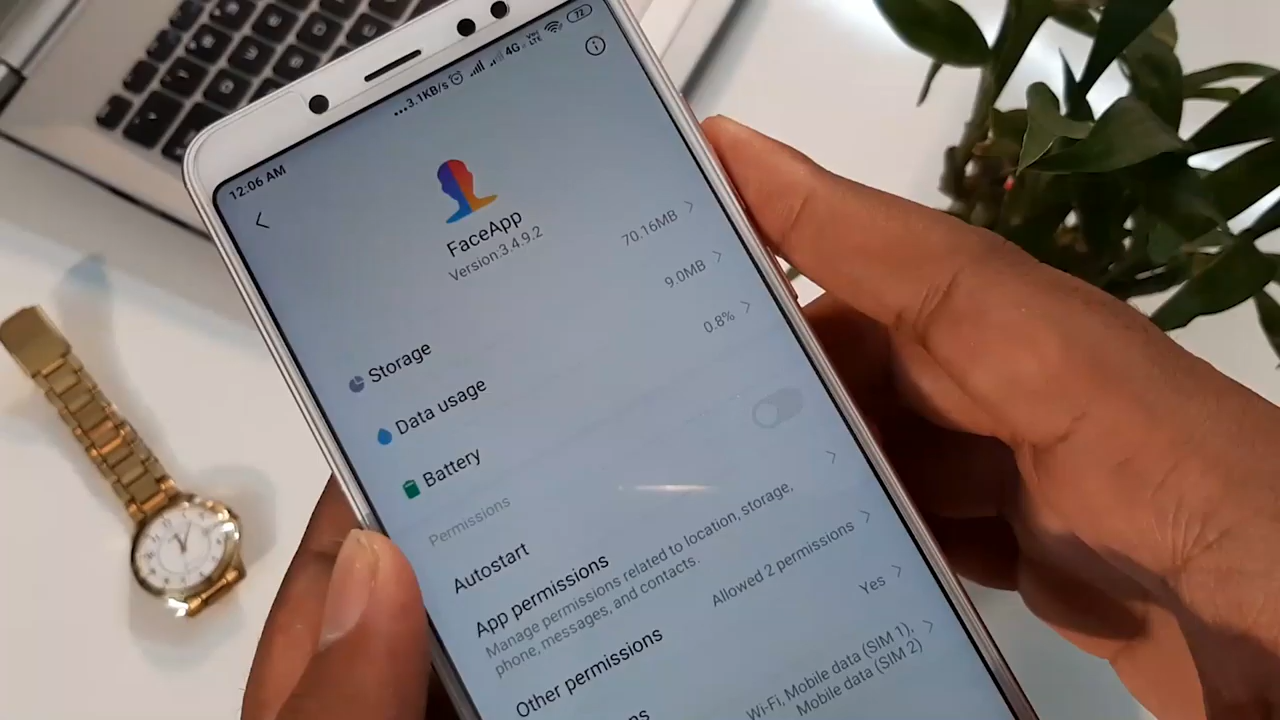 ...3.1KB/s 4G VoLTE 72
12:06 AM
FaceApp
Version:3.4.9.2
Storage 70.16MB
Data usage 9.0MB
Battery 0.8%
Permissions
Autostart
App permissions
Manage permissions related to location, storage,
phone, messages, and contacts.
Other permissions Allowed 2 permissions
Yes
Wi-Fi, Mobile data (SIM 1),
Mobile data (SIM 2)